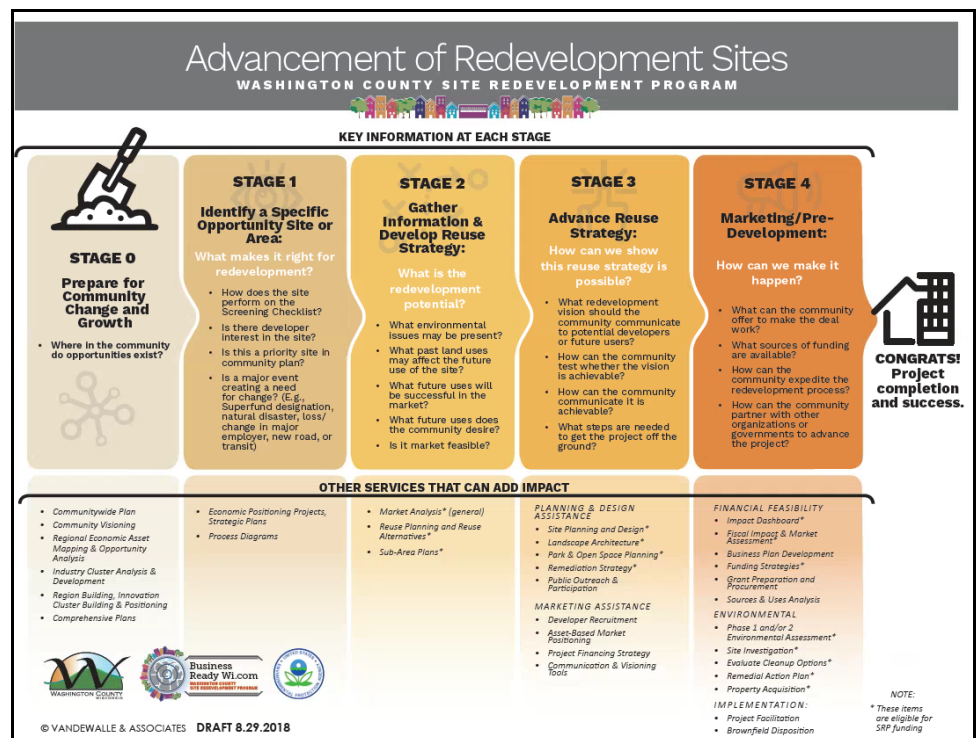 Advancement of Redevelopment Sites
WASHINGTON COUNTY SITE REDEVELOPMENT PROGRAM
KEY INFORMATION AT EACH STAGE
STAGE 0
Prepare for
Community
Change and
Growth
• Where in the community
do opportunities exist?
STAGE 1
Identify a Specific
Opportunity Site or
Area:
What makes it right for
redevelopment?
• How does the site
perform on the
Screening Checklist?
• Is there developer
interest in the site?
• Is this a priority site in
community plan?
• Is a major event
creating a need
for change? (E.g.,
Superfund designation,
natural disaster, loss/
change in major
employer, new road, or
transit)
STAGE 2
Gather
Information &
Develop Reuse
Strategy:
What is the
redevelopment
potential?
• What environmental
issues may be present?
• What past land uses
may affect the future
use of the site?
• What future uses will
be successful in the
market?
• What future uses does
the community desire?
• Is it market feasible?
STAGE 3
Advance Reuse
Strategy:
How can we show
this reuse strategy is
possible?
• What redevelopment
vision should the
community communicate
to potential developers
or future users?
• How can the community
test whether the vision
is achievable?
• How can the community
communicate it is
achievable?
• What steps are needed
to get the project off the
ground?
STAGE 4
Marketing/Pre-
Development:
How can we make it
happen?
• What can the community
offer to make the deal
work?
• What sources of funding
are available?
• How can the
community expedite the
redevelopment process?
• How can the community
partner with other
organizations or
governments to advance
the project?
CONGRATS!
Project
completion
and success.
OTHER SERVICES THAT CAN ADD IMPACT
• Communitywide Plan
• Community Visioning
• Regional Economic Asset
Mapping & Opportunity
Analysis
• Industry Cluster Analysis &
Development
• Region Building, Innovation
Cluster Building & Positioning
• Comprehensive Plans
• Economic Positioning Projects,
Strategic Plans
• Process Diagrams
• Market Analysis* (general)
• Reuse Planning and Reuse
Alternatives*
• Sub-Area Plans*
PLANNING & DESIGN
ASSISTANCE
• Site Planning and Design*
• Landscape Architecture*
• Park & Open Space Planning*
• Remediation Strategy*
• Public Outreach &
Participation
MARKETING ASSISTANCE
• Developer Recruitment
• Asset-Based Market
Positioning
• Project Financing Strategy
• Communication & Visioning
Tools
FINANCIAL FEASIBILITY
• Impact Dashboard*
• Fiscal Impact & Market
Assessment*
• Business Plan Development
• Funding Strategies*
• Grant Preparation and
Procurement
• Sources & Uses Analysis
ENVIRONMENTAL
• Phase 1 and/or 2
Environmental Assessment*
• Site Investigation*
• Evaluate Cleanup Options*
• Remedial Action Plan*
• Property Acquisition*
IMPLEMENTATION:
• Project Facilitation
• Brownfield Disposition
NOTE:
* These items
are eligible for
SRP funding
WASHINGTON COUNTY
WISCONSIN
Business
Ready Wi.com
WASHINGTON COUNTY
SITE REDEVELOPMENT PROGRAM
© VANDEWALLE & ASSOCIATES DRAFT 8.29.2018